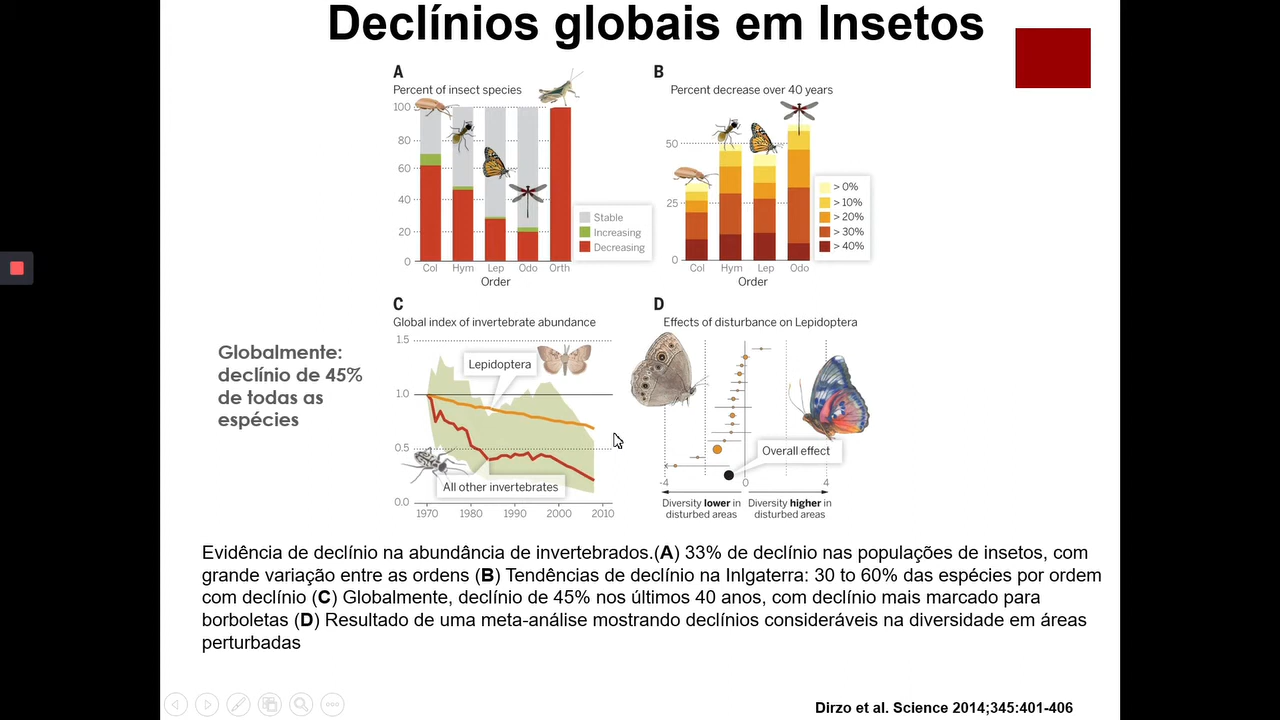 Declínios globais em Insetos
A
Percent of insect species
100
80
60
40
20
0
Col Hym Lep Odo Orth
Order
Stable
Increasing
Decreasing
B
Percent decrease over 40 years
50
25
0
Col Hym Lep Odo
Order
> 0%
> 10%
> 20%
> 30%
> 40%
Globalmente:
declínio de 45%
de todas as
espécies
C
Global index of invertebrate abundance
1.5
1.0
0.5
0.0
Lepidoptera
All other invertebrates
1970 1980 1990 2000 2010
D
Effects of disturbance on Lepidoptera
Overall effect
-4 0 4
Diversity lower in
disturbed areas
Diversity higher in
disturbed areas
Evidência de declínio na abundância de invertebrados.(A) 33% de declínio nas populações de insetos, com
grande variação entre as ordens (B) Tendências de declínio na Inlgaterra: 30 to 60% das espécies por ordem
com declínio (C) Globalmente, declínio de 45% nos últimos 40 anos, com declínio mais marcado para
borboletas (D) Resultado de uma meta-análise mostrando declínios consideráveis na diversidade em áreas
perturbadas
Dirzo et al. Science 2014;345:401-406